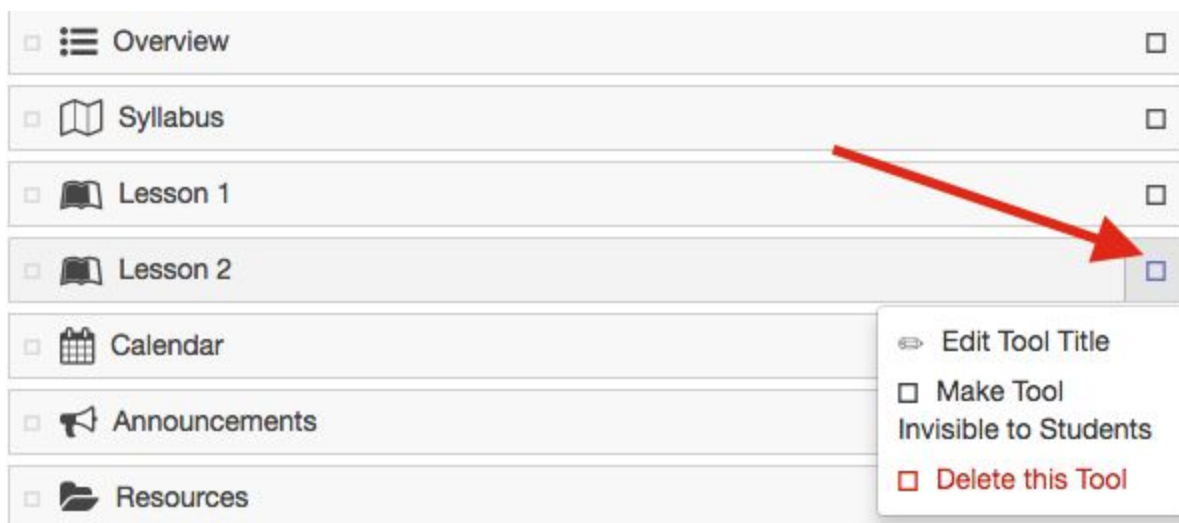 Overview
Syllabus
Lesson 1
Lesson 2
Calendar
Edit Tool Title
Make Tool
Invisible to Students
Announcements
Delete this Tool
Resources